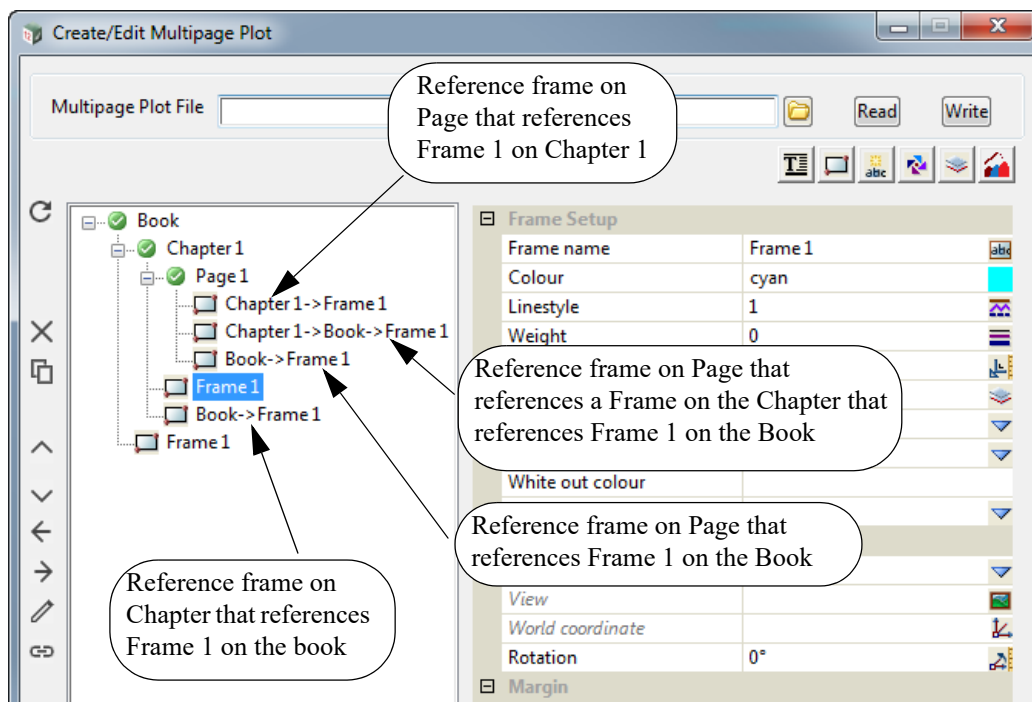 Create/Edit Multipage Plot
Reference frame on
Page that references
Frame 1 on Chapter 1
Multipage Plot File
Read
Write
abc
Book
Chapter 1
Page 1
Chapter 1->Frame 1
Chapter 1->Book->Frame 1
Book->Frame 1
Frame 1
Book->Frame 1
Frame 1
Frame Setup
Frame name Frame 1
Colour cyan
Linestyle 1
Weight 0
Reference frame on Page that
references a Frame on the Chapter that
references Frame 1 on the Book
White out colour
Reference frame on Page that
references Frame 1 on the Book
Reference frame on
Chapter that references
Frame 1 on the book
View
World coordinate
Rotation 0°
Margin